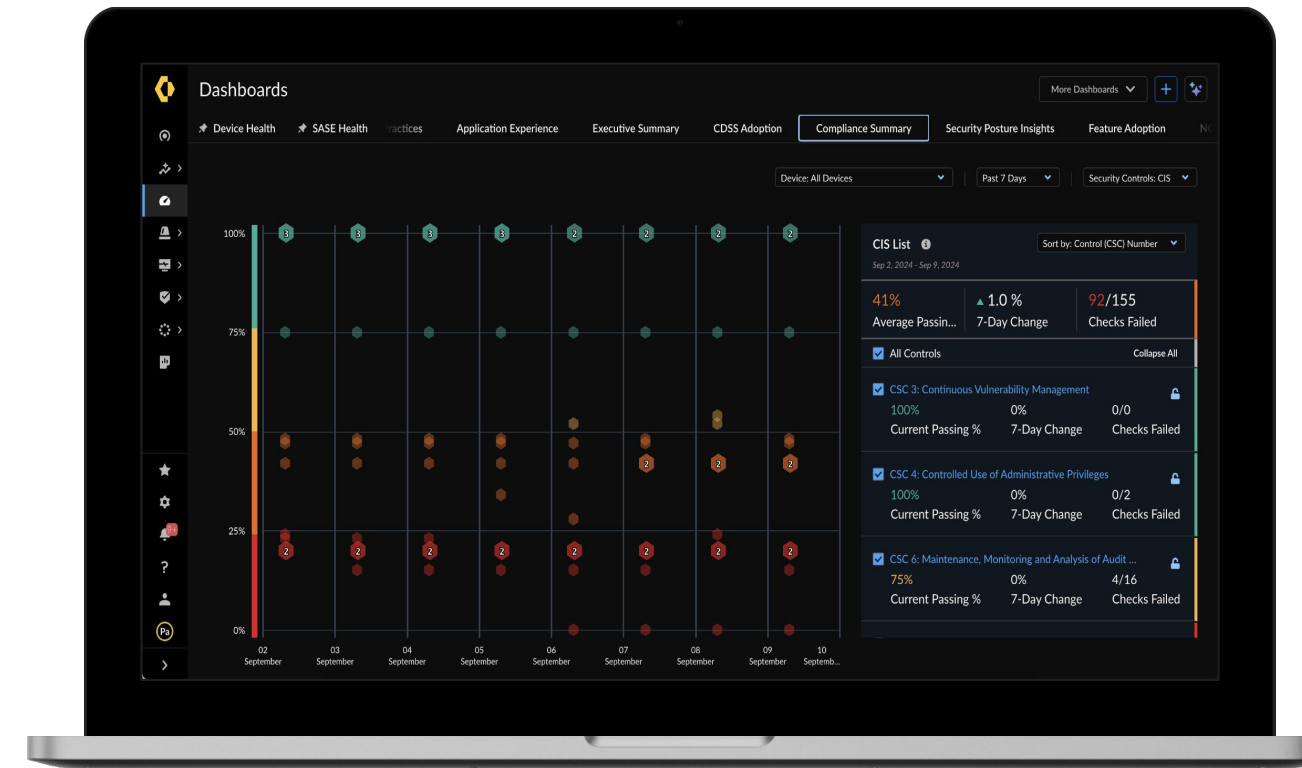 Dashboards
More Dashboards
Device Health
SASE Health
ractices
Application Experience
Executive Summary
CDSS Adoption
Compliance Summary
Security Posture Insights
Feature Adoption
Device: All Devices
Past 7 Days
Security Controls: CIS
100%
3 3 3 3 2 2 2 2
75%
50%
2 2 2
25%
2 2 2 2 2 2 2 2
0%
02 September
03 September
04 September
05 September
06 September
07 September
08 September
09 September
10 Septemb...
CIS List
Sort by: Control (CSC) Number
Sep 2, 2024 - Sep 9, 2024
41%
Average Passin...
1.0 %
7-Day Change
92/155
Checks Failed
All Controls
Collapse All
CSC 3: Continuous Vulnerability Management
100% 0% 0/0
Current Passing % 7-Day Change Checks Failed
CSC 4: Controlled Use of Administrative Privileges
100% 0% 0/2
Current Passing % 7-Day Change Checks Failed
CSC 6: Maintenance, Monitoring and Analysis of Audit ...
75% 0% 4/16
Current Passing % 7-Day Change Checks Failed
?
Pa